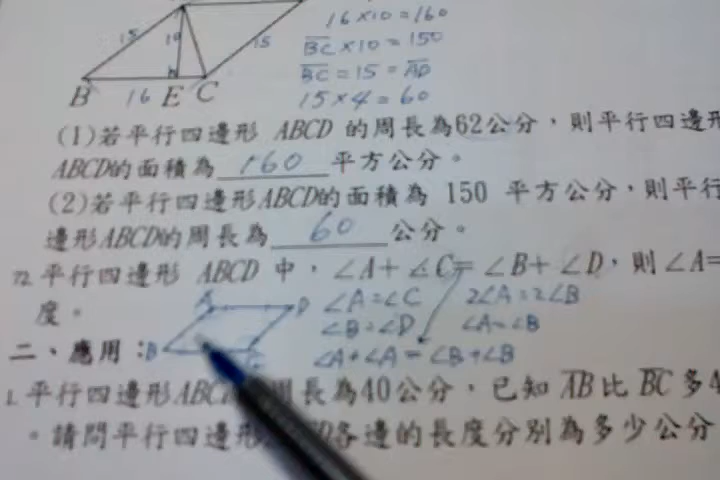 15 10 15
B 16 E C
16×10=160
BC×10=150
BC=15=AD
15×4=60
(1)若平行四邊形 ABCD 的周長為62公分，則平行四邊形
ABCD的面積為 160 平方公分。
(2)若平行四邊形ABCD的面積為 150 平方公分，則平行
邊形ABCD的周長為 60 公分。
72. 平行四邊形 ABCD 中，∠A+∠C=∠B+∠D，則∠A=
度。
A D
B C
∠A=∠C 2∠A=2∠B
∠B=∠D ∠A=∠B
∠A+∠A=∠B+∠B
二、應用：
1. 平行四邊形ABC 周長為40公分，已知 AB 比 BC 多4
。請問平行四邊形 各邊的長度分別為多少公分